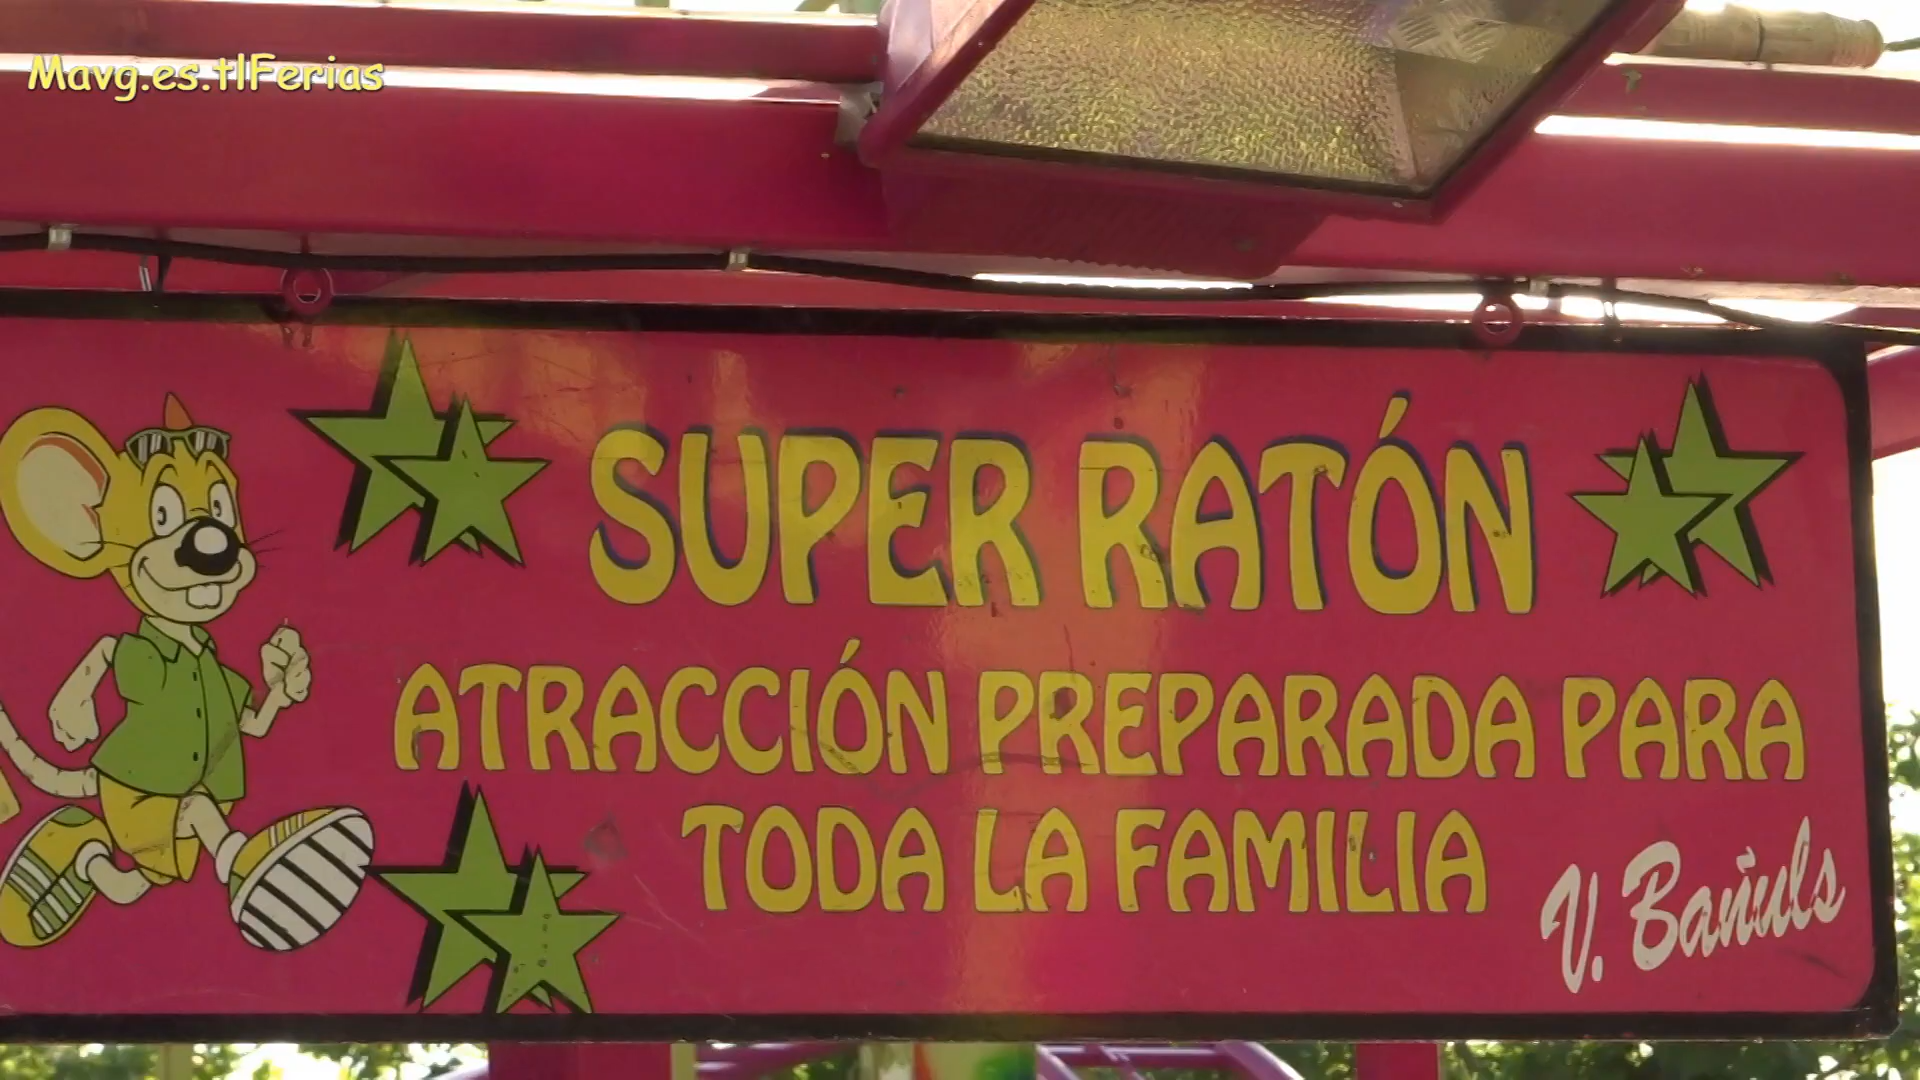 Mavg.es.tlFerias
SUPER RATÓN
ATRACCIÓN PREPARADA PARA
TODA LA FAMILIA
V. Bañuls